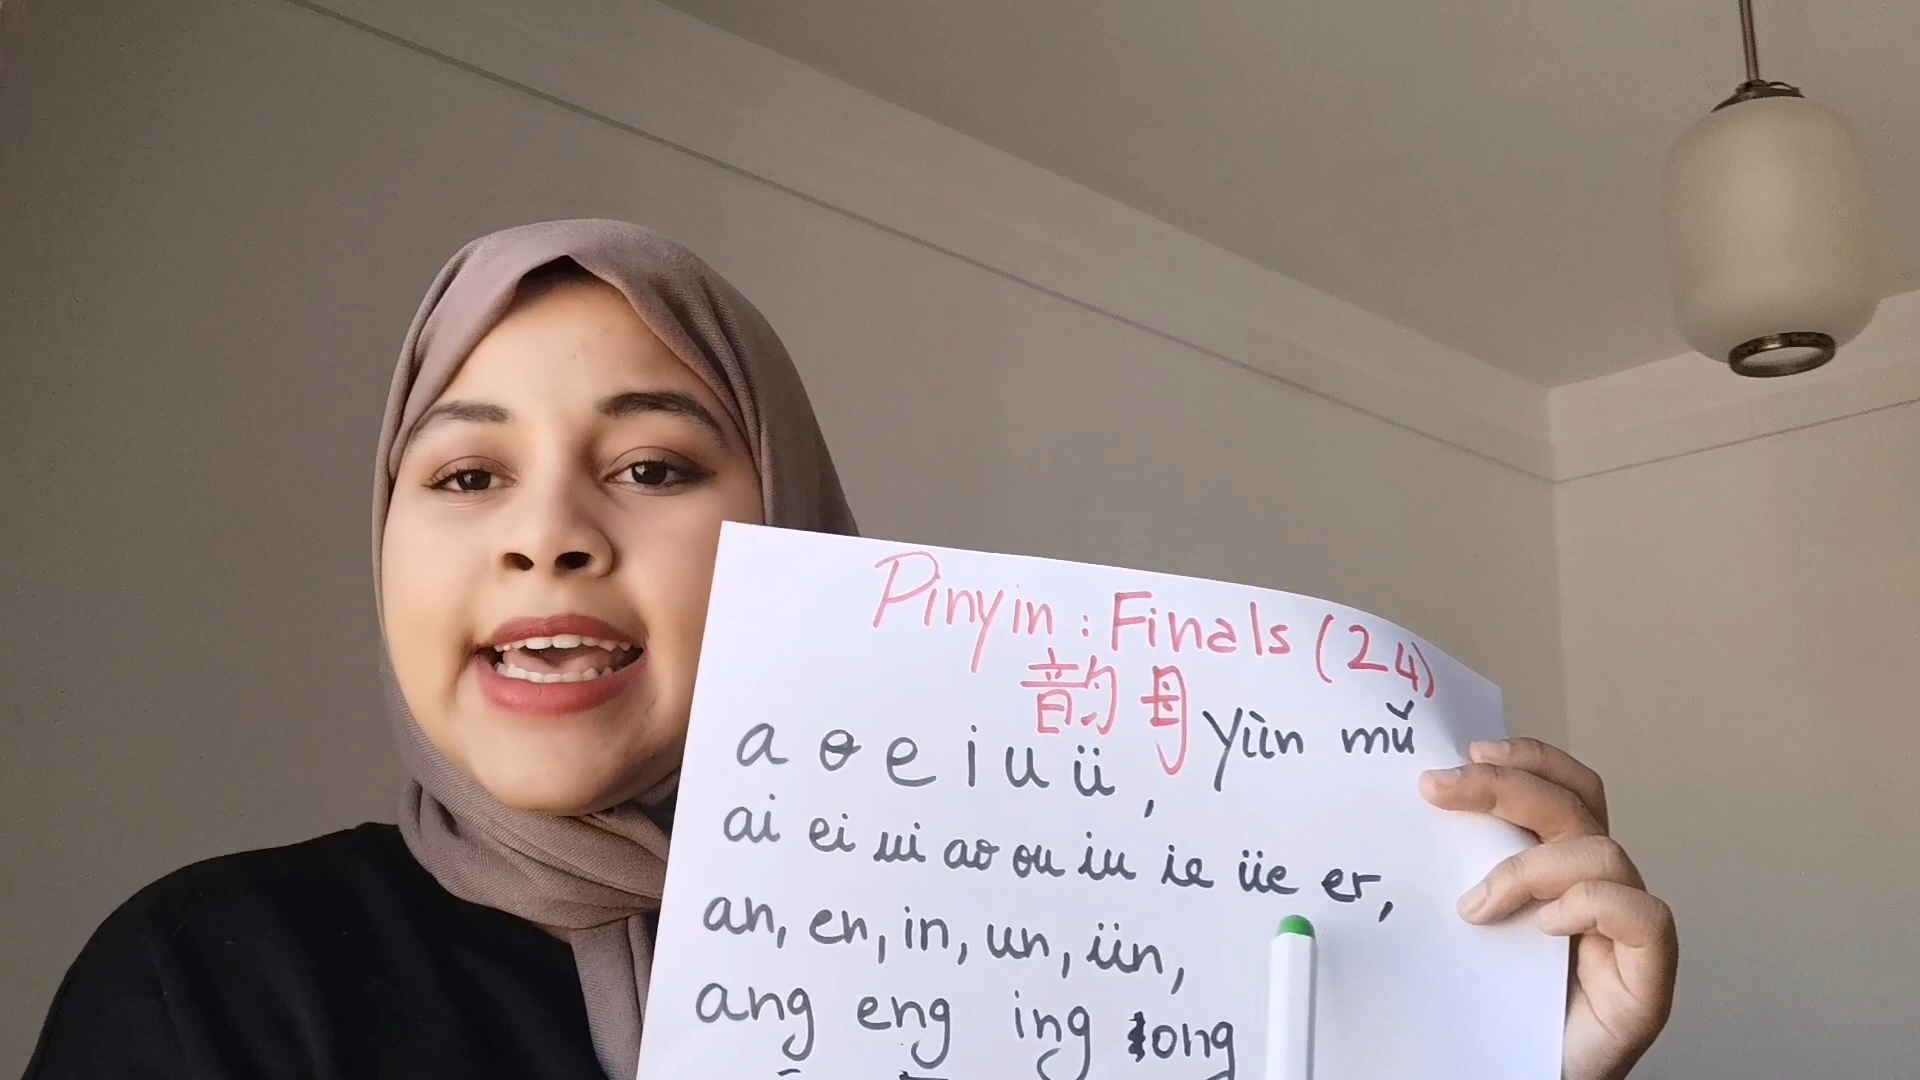 Pinyin : Finals (24)
韵母 Yùn mǔ
a o e i u ü ,
ai ei ui ao ou iu ie üe er,
an, en, in, un, ün,
ang eng ing ong